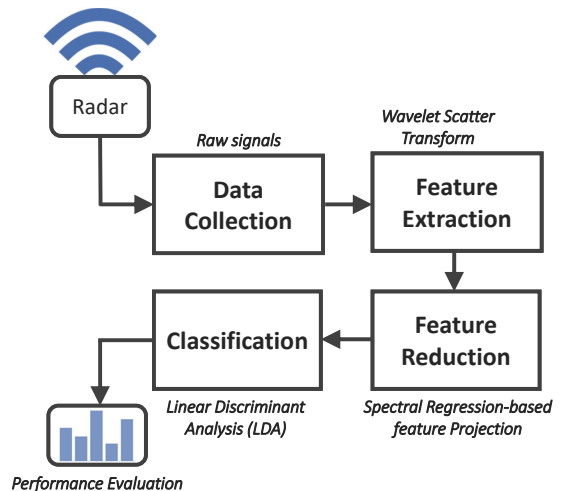 Radar
Raw signals
Data
Collection
Wavelet Scatter
Transform
Feature
Extraction
Classification
Linear Discriminant
Analysis (LDA)
Feature
Reduction
Spectral Regression-based
feature Projection
Performance Evaluation